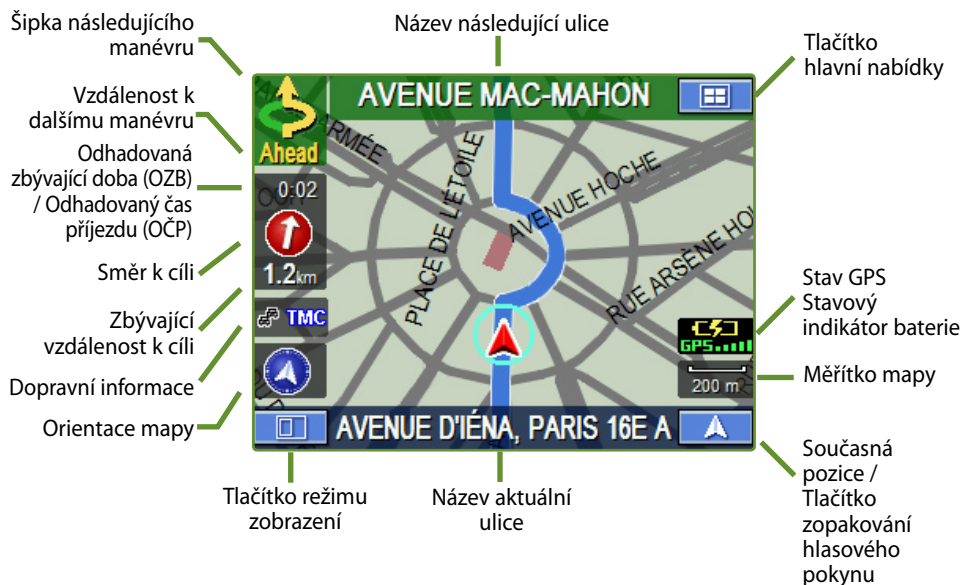 Šipka následujícího
manévru
Název následující ulice
Tlačítko
hlavní nabídky
Vzdálenost k
dalšímu manévru
Odhadovaná
zbývající doba (OZB)
/ Odhadovaný čas
příjezdu (OČP)
Směr k cíli
Zbývající
vzdálenost k cíli
Dopravní informace
Orientace mapy
AVENUE MAC-MAHON
Ahead
ARMÉE
0:02
1.2km
TMC
PLACE DE L'ÉTOILE
AVENUE HOCHE
RUE ARSÈNE HO
GPS
200 m
AVENUE D'IÉNA, PARIS 16E A
Stav GPS
Stavový
indikátor baterie
Měřítko mapy
Současná
pozice /
Tlačítko
zopakování
hlasového
pokynu
Tlačítko režimu
zobrazení
Název aktuální
ulice